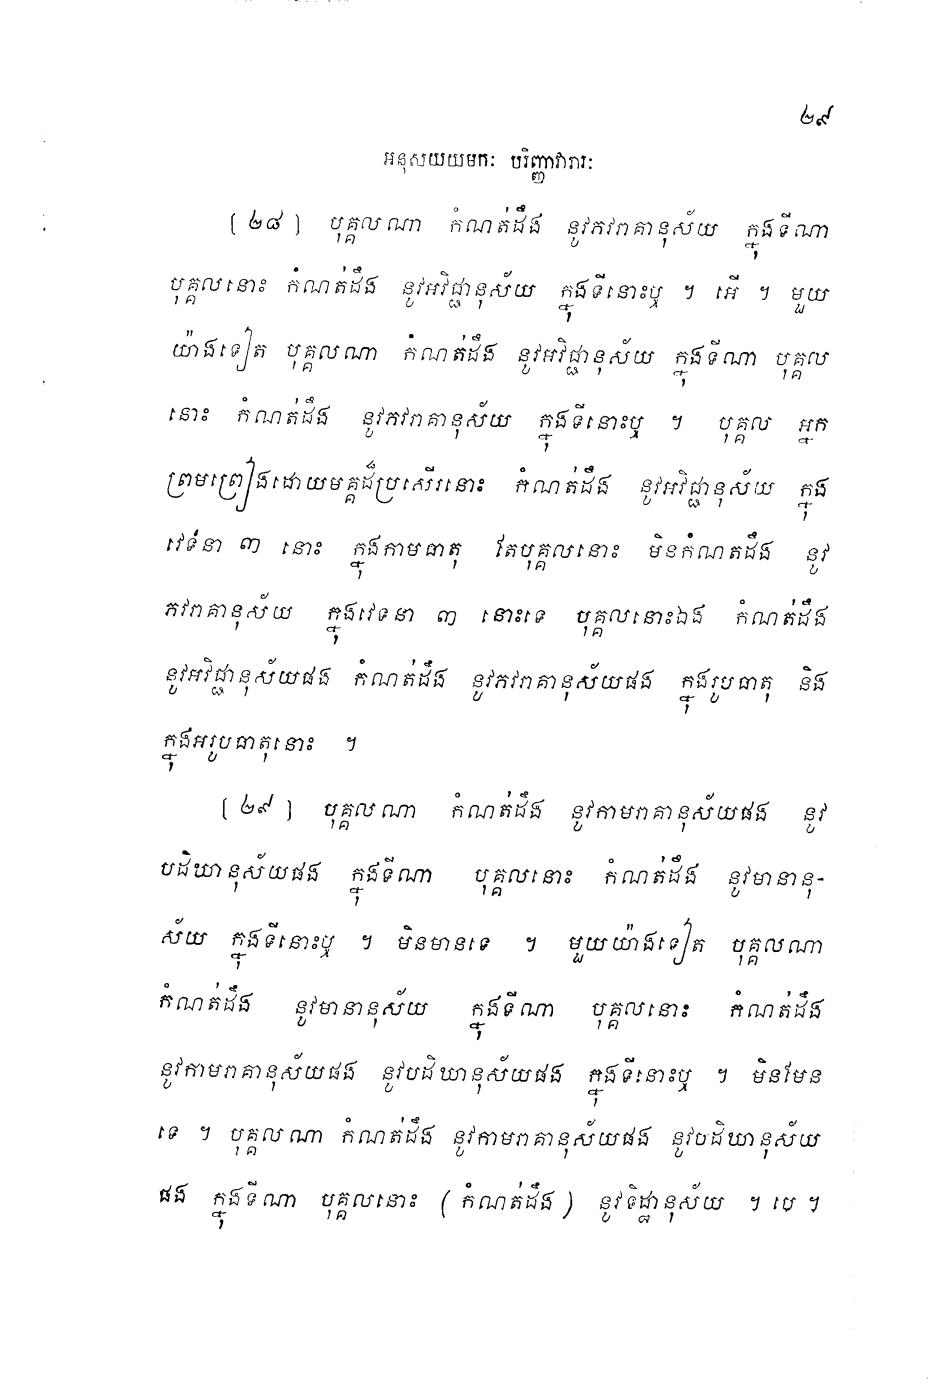 ២៩
អនុសយយមកៈ បរិញ្ញាវារៈ
(២៨) បុគ្គលណា កំណត់ដឹង នូវភវរាគានុស័យ ក្នុងទីណា
បុគ្គលនោះ កំណត់ដឹង នូវអវិជ្ជានុស័យ ក្នុងទីនោះឬ ។ អើ ។ មួយ
យ៉ាងទៀត បុគ្គលណា កំណត់ដឹង នូវអវិជ្ជានុស័យ ក្នុងទីណា បុគ្គល
នោះ កំណត់ដឹង នូវភវរាគានុស័យ ក្នុងទីនោះឬ ។ បុគ្គល អ្នក
ព្រមព្រៀងដោយមគ្គដ៏ប្រសើរនោះ កំណត់ដឹង នូវអវិជ្ជានុស័យ ក្នុង
វេទនា ៣ នោះ ក្នុងកាមធាតុ តែបុគ្គលនោះ មិនកំណតដឹង នូវ
ភវរាគានុស័យ ក្នុងវេទនា ៣ នោះទេ បុគ្គលនោះឯង កំណត់ដឹង
នូវអវិជ្ជានុស័យផង កំណត់ដឹង នូវភវរាគានុស័យផង ក្នុងរូបធាតុ និង
ក្នុងអរូបធាតុនោះ ។
(២៩) បុគ្គលណា កំណត់ដឹង នូវកាមរាគានុស័យផង នូវ
បដិឃានុស័យផង ក្នុងទីណា បុគ្គលនោះ កំណត់ដឹង នូវមានានុ-
ស័យ ក្នុងទីនោះឬ ។ មិនមានទេ ។ មួយយ៉ាងទៀត បុគ្គលណា
កំណត់ដឹង នូវមានានុស័យ ក្នុងទីណា បុគ្គលនោះ កំណត់ដឹង
នូវកាមរាគានុស័យផង នូវបដិឃានុស័យផង ក្នុងទីនោះឬ ។ មិនមែន
ទេ ។ បុគ្គលណា កំណត់ដឹង នូវកាមរាគានុស័យផង នូវបដិឃានុស័យ
ផង ក្នុងទីណា បុគ្គលនោះ (កំណត់ដឹង) នូវទិដ្ឋានុស័យ ។ បេ ។